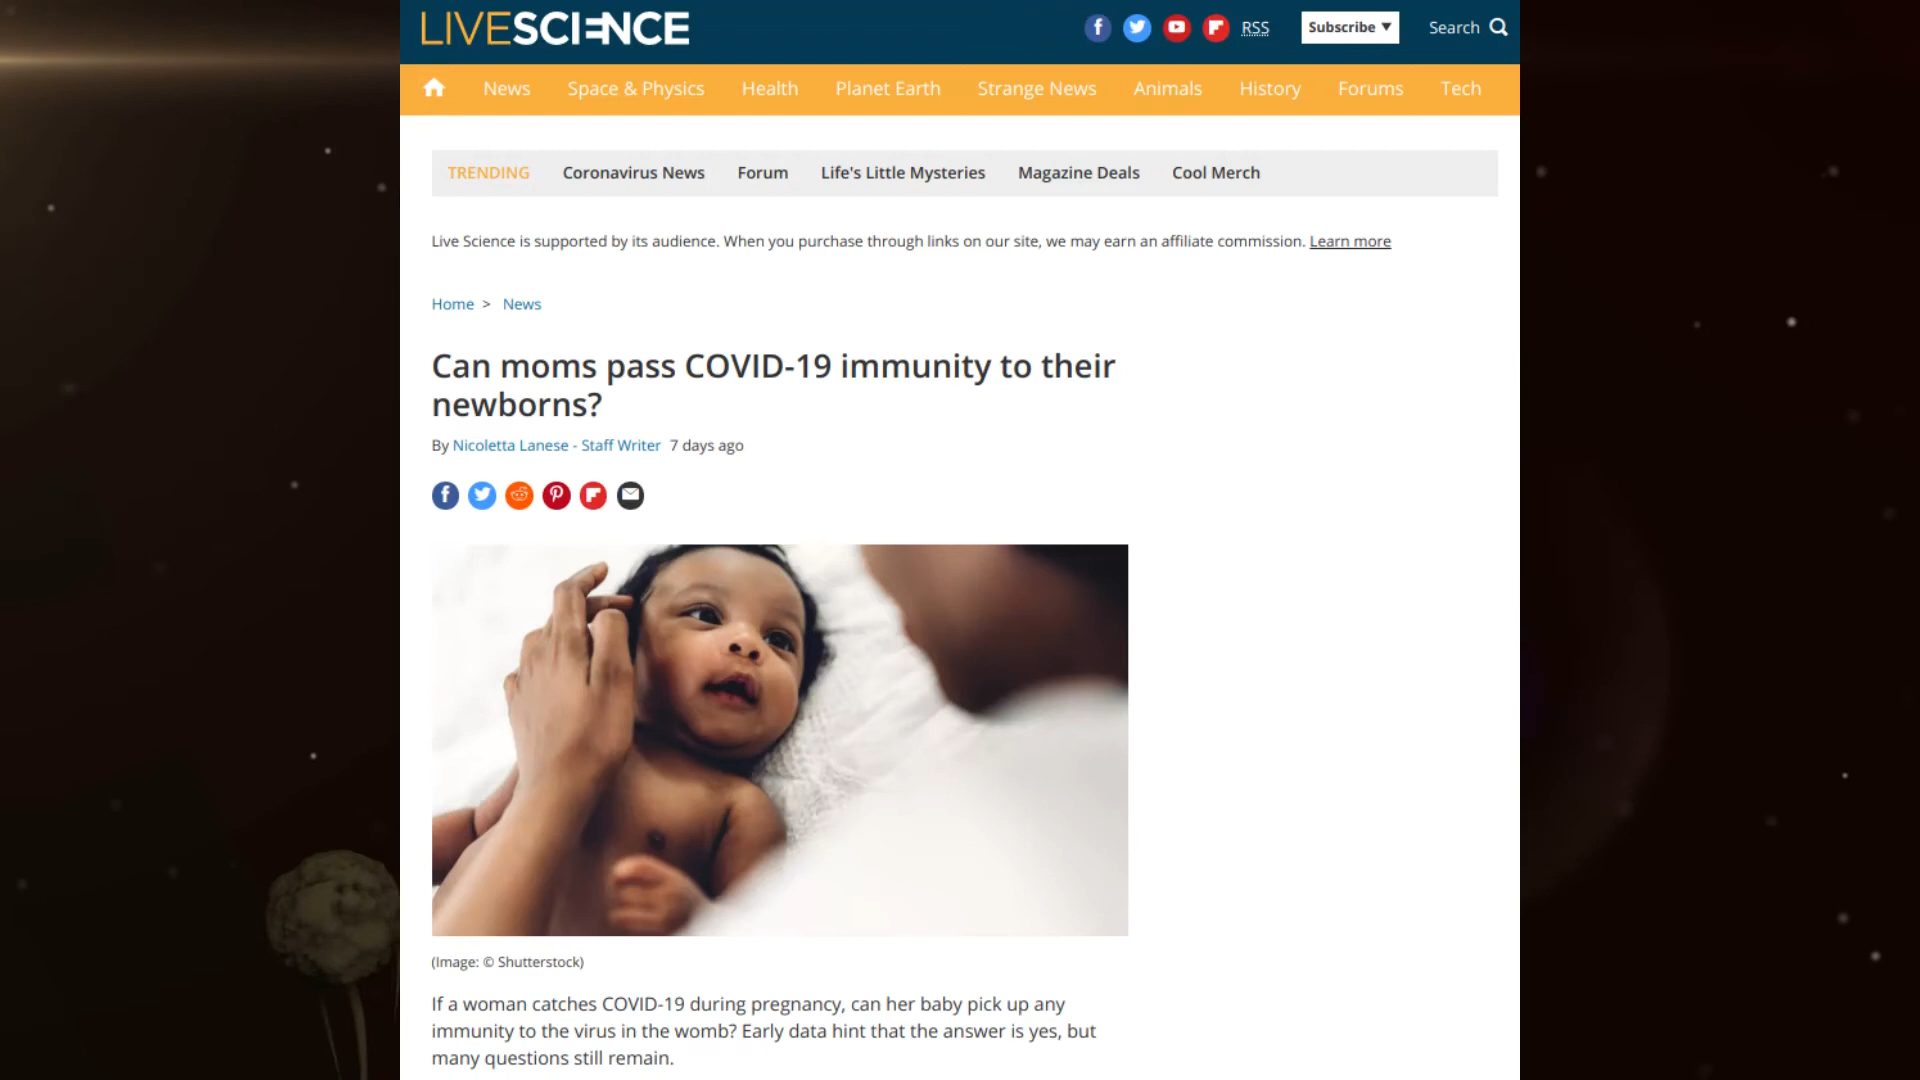 LIVESCIENCE
RSS
Subscribe ▼
Search
News Space & Physics Health Planet Earth Strange News Animals History Forums Tech
TRENDING Coronavirus News Forum Life's Little Mysteries Magazine Deals Cool Merch
Live Science is supported by its audience. When you purchase through links on our site, we may earn an affiliate commission. Learn more
Home > News
Can moms pass COVID-19 immunity to their
newborns?
By Nicoletta Lanese - Staff Writer 7 days ago
(Image: © Shutterstock)
If a woman catches COVID-19 during pregnancy, can her baby pick up any
immunity to the virus in the womb? Early data hint that the answer is yes, but
many questions still remain.